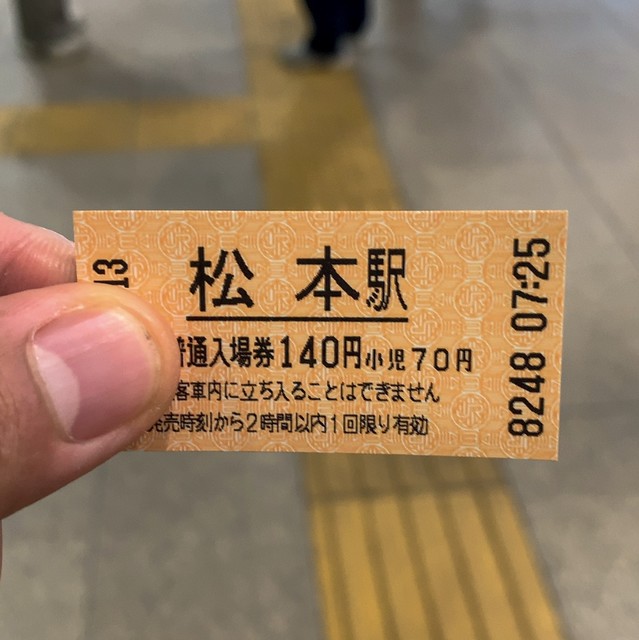 松本駅
普通入場券140円 小児70円
客車内に立ち入ることはできません
発売時刻から2時間以内1回限り有効
8248 07:25
13